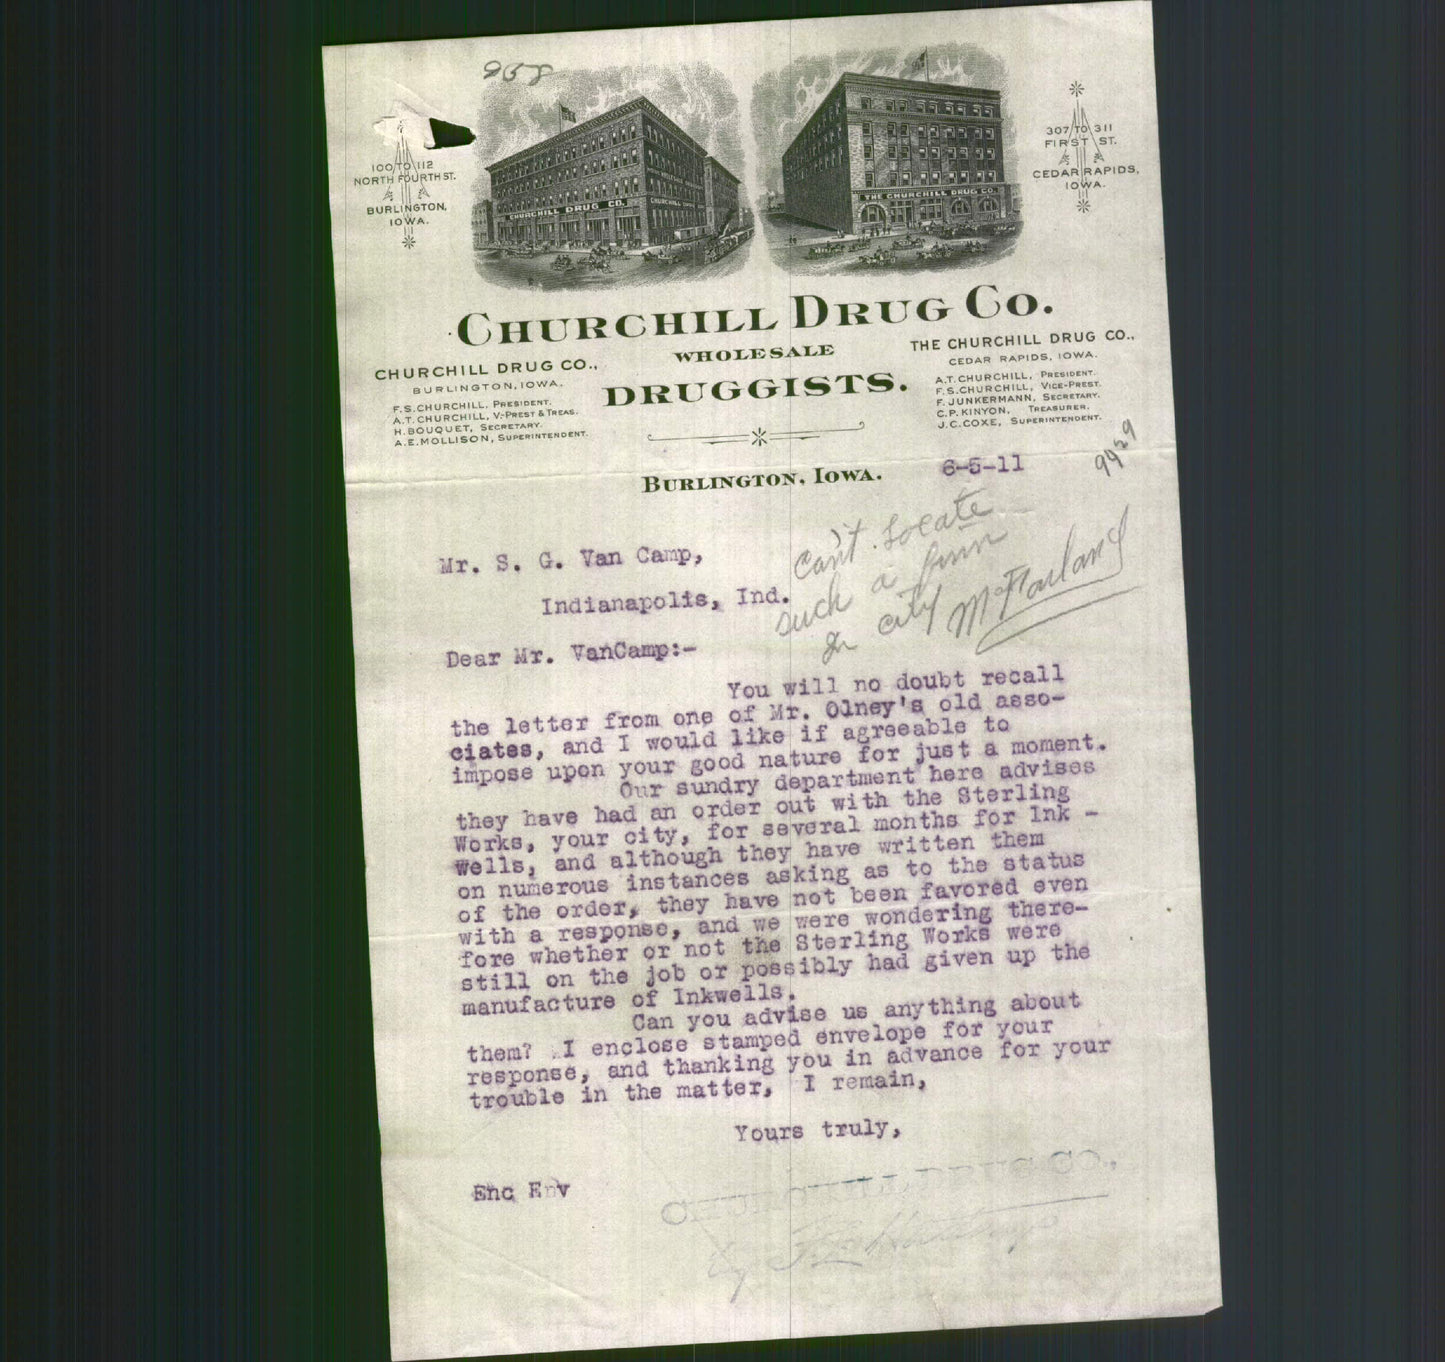 958
100 TO 112
NORTH FOURTH ST.
BURLINGTON,
IOWA.
CHURCHILL DRUG CO.
THE CHURCHILL DRUG CO.
307 TO 311
FIRST ST.
CEDAR RAPIDS,
IOWA.
CHURCHILL DRUG CO.
WHOLESALE
DRUGGISTS.
CHURCHILL DRUG CO.,
BURLINGTON, IOWA.
F.S. CHURCHILL, PRESIDENT.
A.T. CHURCHILL, V.-PREST & TREAS.
H. BOUQUET, SECRETARY.
A.E. MOLLISON, SUPERINTENDENT.
THE CHURCHILL DRUG CO.,
CEDAR RAPIDS, IOWA.
A.T. CHURCHILL, PRESIDENT.
F.S. CHURCHILL, VICE-PREST.
F. JUNKERMANN, SECRETARY.
C.P. KINYON, TREASURER.
J.C. COXE, SUPERINTENDENT.
BURLINGTON, IOWA. 6-5-11
9929
can't locate
such a firm
in city McFarland
Mr. S. G. Van Camp,
Indianapolis, Ind.
Dear Mr. VanCamp:-
You will no doubt recall
the letter from one of Mr. Olney's old asso-
ciates, and I would like if agreeable to
impose upon your good nature for just a moment.
Our sundry department here advises
they have had an order out with the Sterling
Works, your city, for several months for Ink -
wells, and although they have written them
on numerous instances asking as to the status
of the order, they have not been favored even
with a response, and we were wondering there-
fore whether or not the Sterling Works were
still on the job or possibly had given up the
manufacture of Inkwells.
Can you advise us anything about
them? I enclose stamped envelope for your
response, and thanking you in advance for your
trouble in the matter, I remain,
Yours truly,
CHURCHILL DRUG CO.,
by
Enc Env